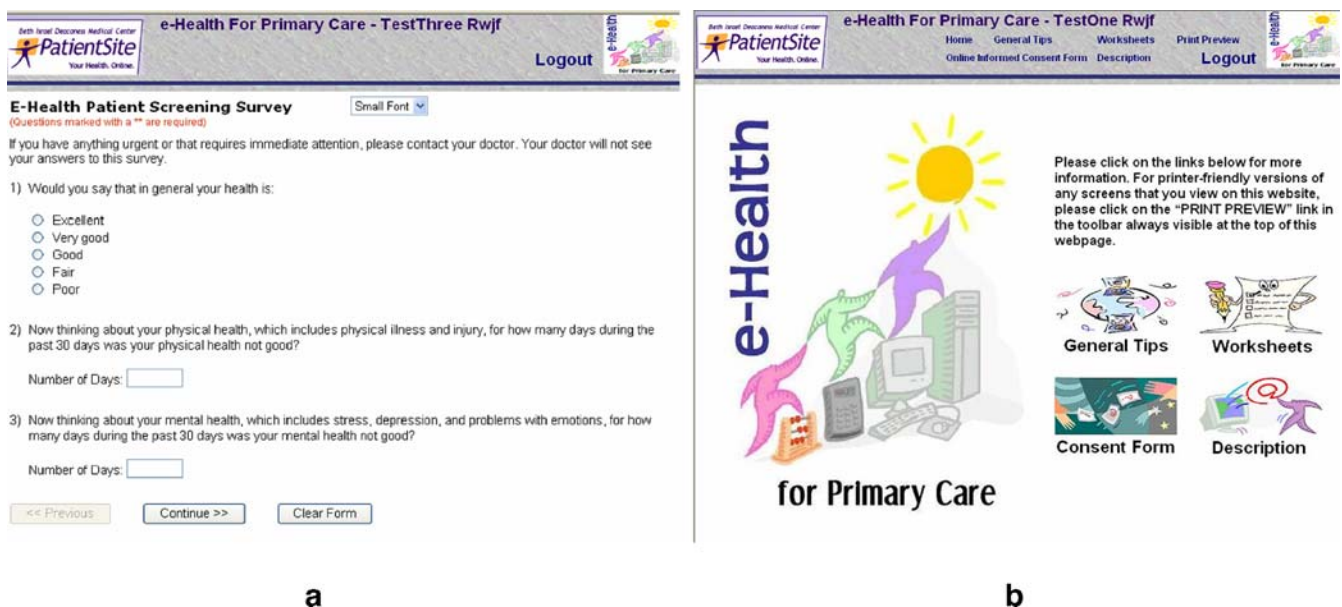 Beth Israel Deaconess Medical Center
PatientSite
Your Health. Online.
e-Health For Primary Care - TestThree Rwjf
Logout
e-Health
for Primary Care
E-Health Patient Screening Survey
Small Font
(Questions marked with a ** are required)
If you have anything urgent or that requires immediate attention, please contact your doctor. Your doctor will not see
your answers to this survey.
1) Would you say that in general your health is:
Excellent
Very good
Good
Fair
Poor
2) Now thinking about your physical health, which includes physical illness and injury, for how many days during the
past 30 days was your physical health not good?
Number of Days:
3) Now thinking about your mental health, which includes stress, depression, and problems with emotions, for how
many days during the past 30 days was your mental health not good?
Number of Days:
<< Previous
Continue >>
Clear Form
a
Beth Israel Deaconess Medical Center
PatientSite
Your Health. Online.
e-Health For Primary Care - TestOne Rwjf
Home General Tips Worksheets Print Preview
Online Informed Consent Form Description Logout
e-Health
for Primary Care
e-Health
for Primary Care
Please click on the links below for more
information. For printer-friendly versions of
any screens that you view on this website,
please click on the “PRINT PREVIEW” link in
the toolbar always visible at the top of this
webpage.
General Tips
Worksheets
Consent Form
Description
b